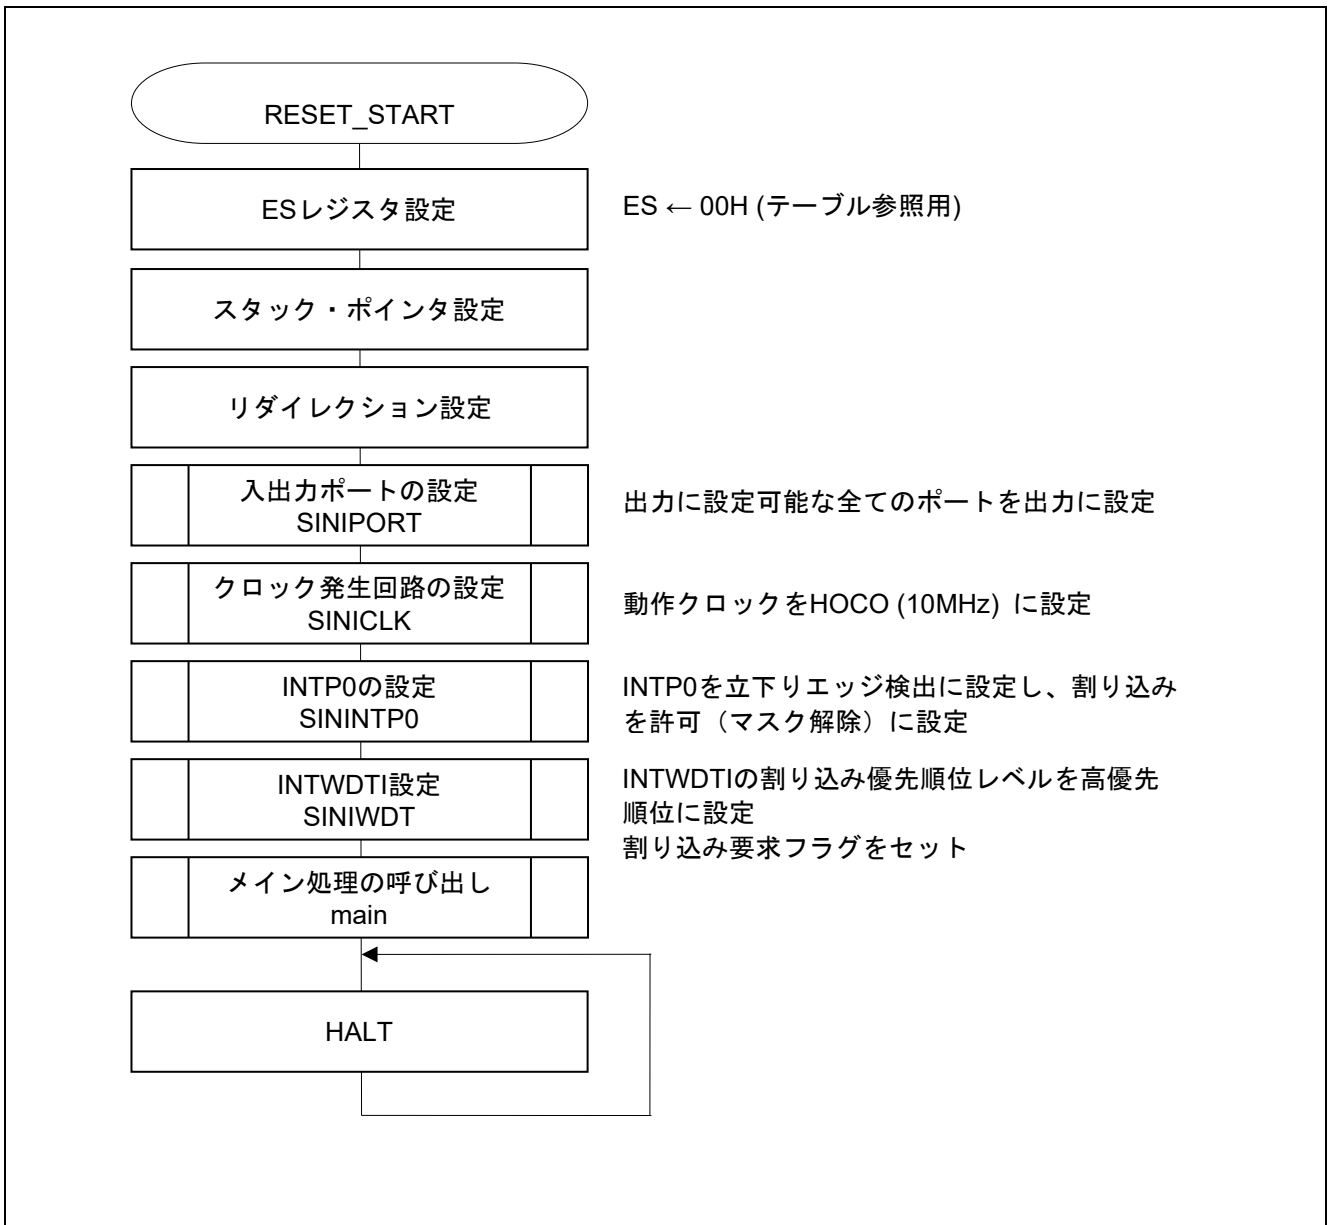 RESET_START
ESレジスタ設定
ES ← 00H (テーブル参照用)
スタック・ポインタ設定
リダイレクション設定
入出力ポートの設定
SINIPORT
出力に設定可能な全てのポートを出力に設定
クロック発生回路の設定
SINICLK
動作クロックをHOCO (10MHz) に設定
INTP0の設定
SININTP0
INTP0を立下りエッジ検出に設定し、割り込み
を許可（マスク解除）に設定
INTWDTI設定
SINIWDT
INTWDTIの割り込み優先順位レベルを高優先
順位に設定
割り込み要求フラグをセット
メイン処理の呼び出し
main
HALT